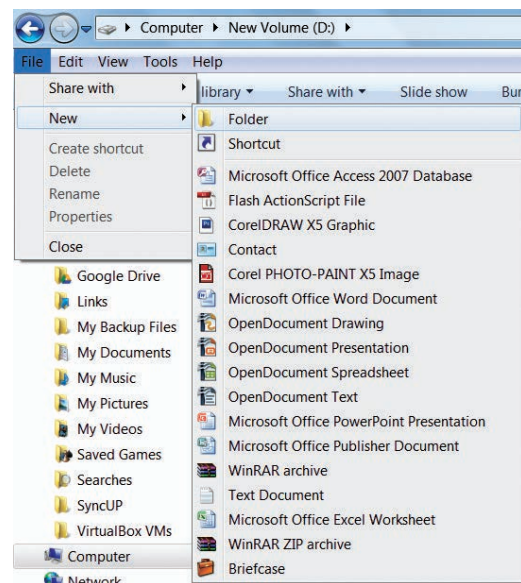 Computer New Volume (D:)
File Edit View Tools Help
Share with
library Share with Slide show Bur
New
Folder
Shortcut
Create shortcut
Delete
Rename
Properties
Close
Microsoft Office Access 2007 Database
Flash ActionScript File
CorelDRAW X5 Graphic
Contact
Corel PHOTO-PAINT X5 Image
Microsoft Office Word Document
OpenDocument Drawing
OpenDocument Presentation
OpenDocument Spreadsheet
OpenDocument Text
Microsoft Office PowerPoint Presentation
Microsoft Office Publisher Document
WinRAR archive
Text Document
Microsoft Office Excel Worksheet
WinRAR ZIP archive
Briefcase
Google Drive
Links
My Backup Files
My Documents
My Music
My Pictures
My Videos
Saved Games
Searches
SyncUP
VirtualBox VMs
Computer
Network